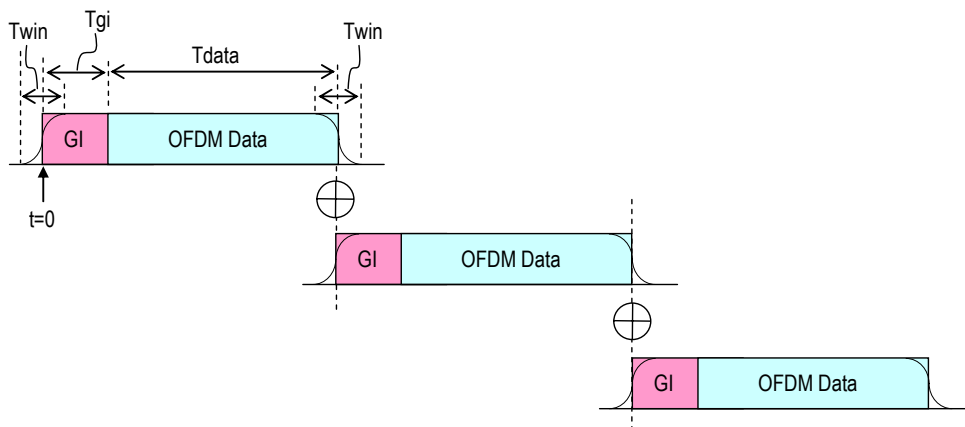 Twin
Tgi
Tdata
Twin
GI
OFDM Data
t=0
GI
OFDM Data
GI
OFDM Data